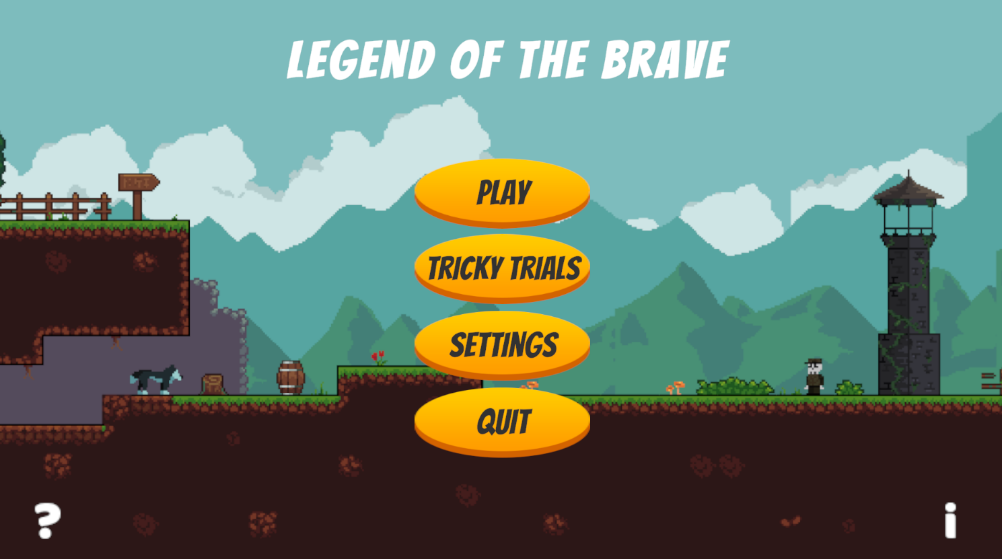 LEGEND OF THE BRAVE
PLAY
TRICKY TRIALS
SETTINGS
QUIT
? i